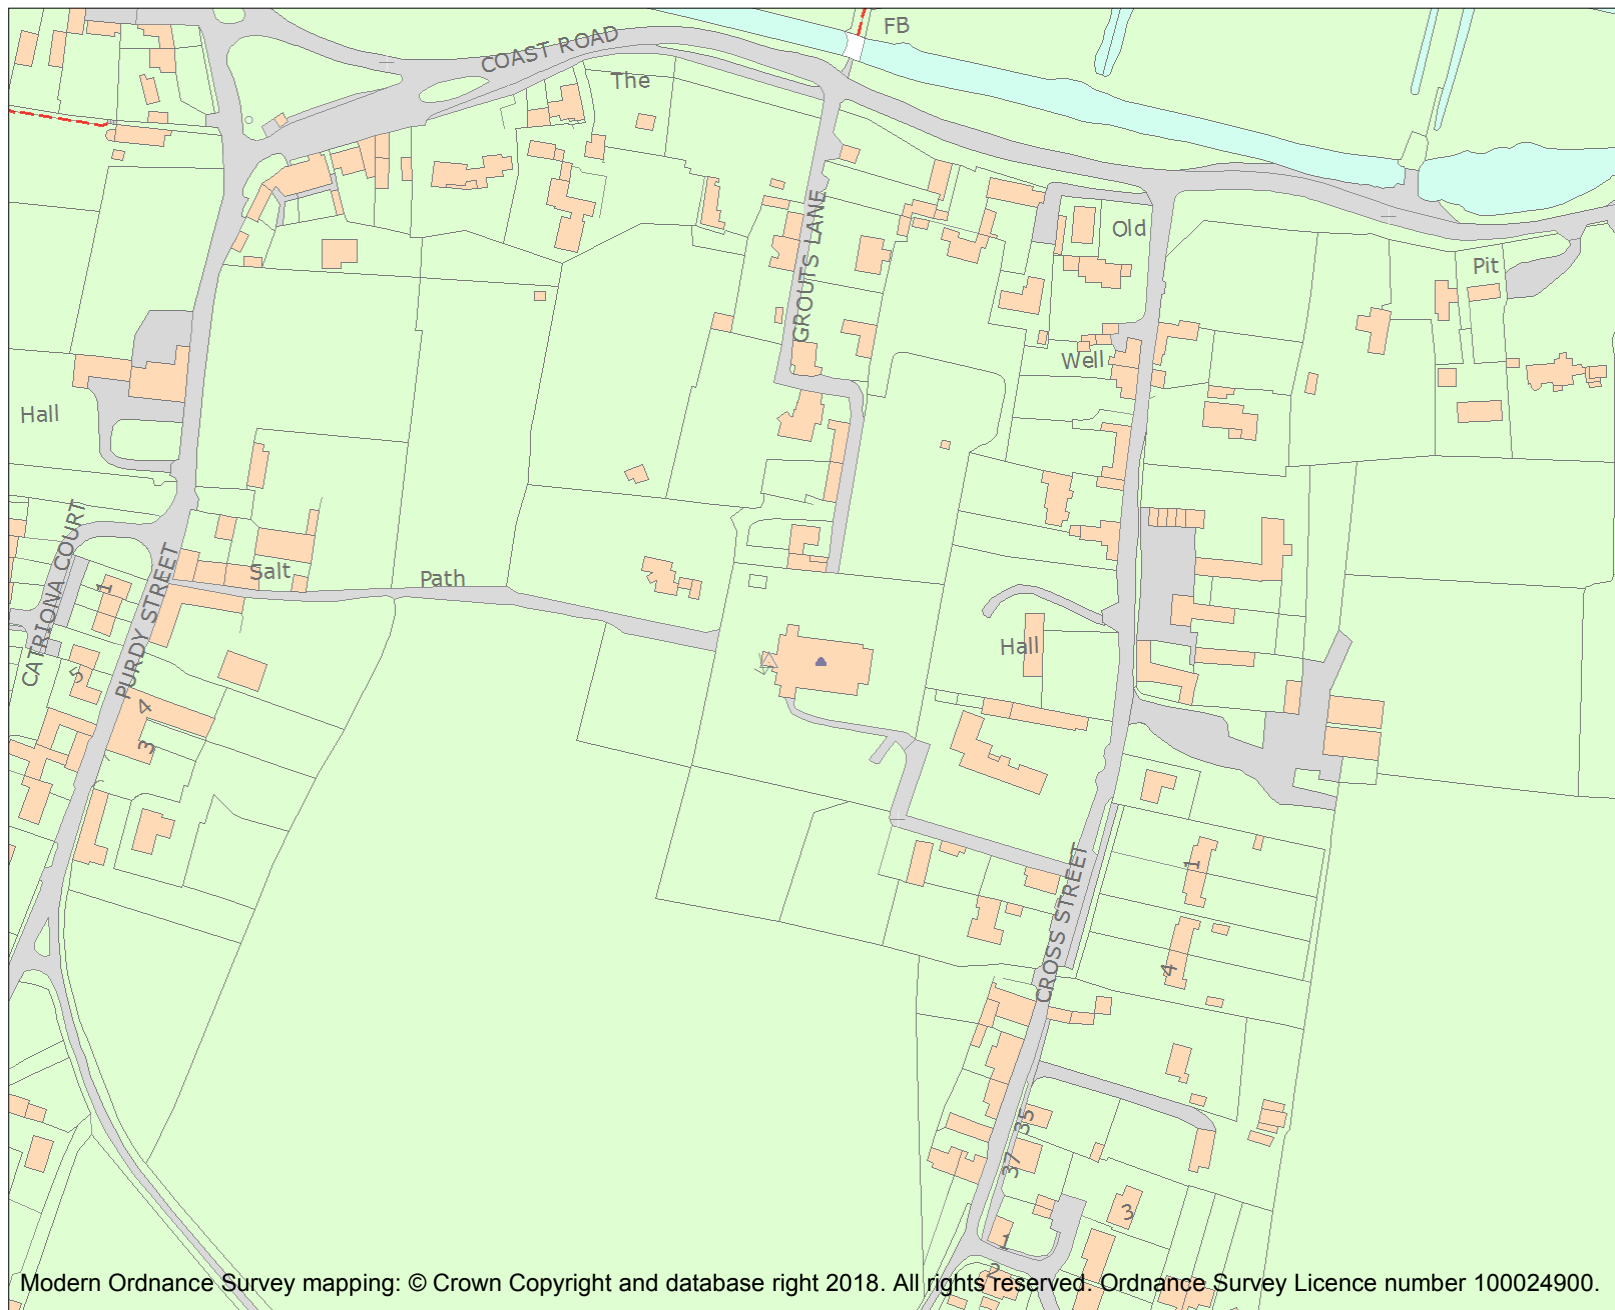 FB
COAST ROAD
The
GROUTS LANE
Old
Pit
Well
Hall
CATRIONA COURT
PURDY STREET
Salt
Path
1
5
4
3
Hall
1
CROSS STREET
4
35
37
3
1
2
Modern Ordnance Survey mapping: © Crown Copyright and database right 2018. All rights reserved. Ordnance Survey Licence number 100024900.